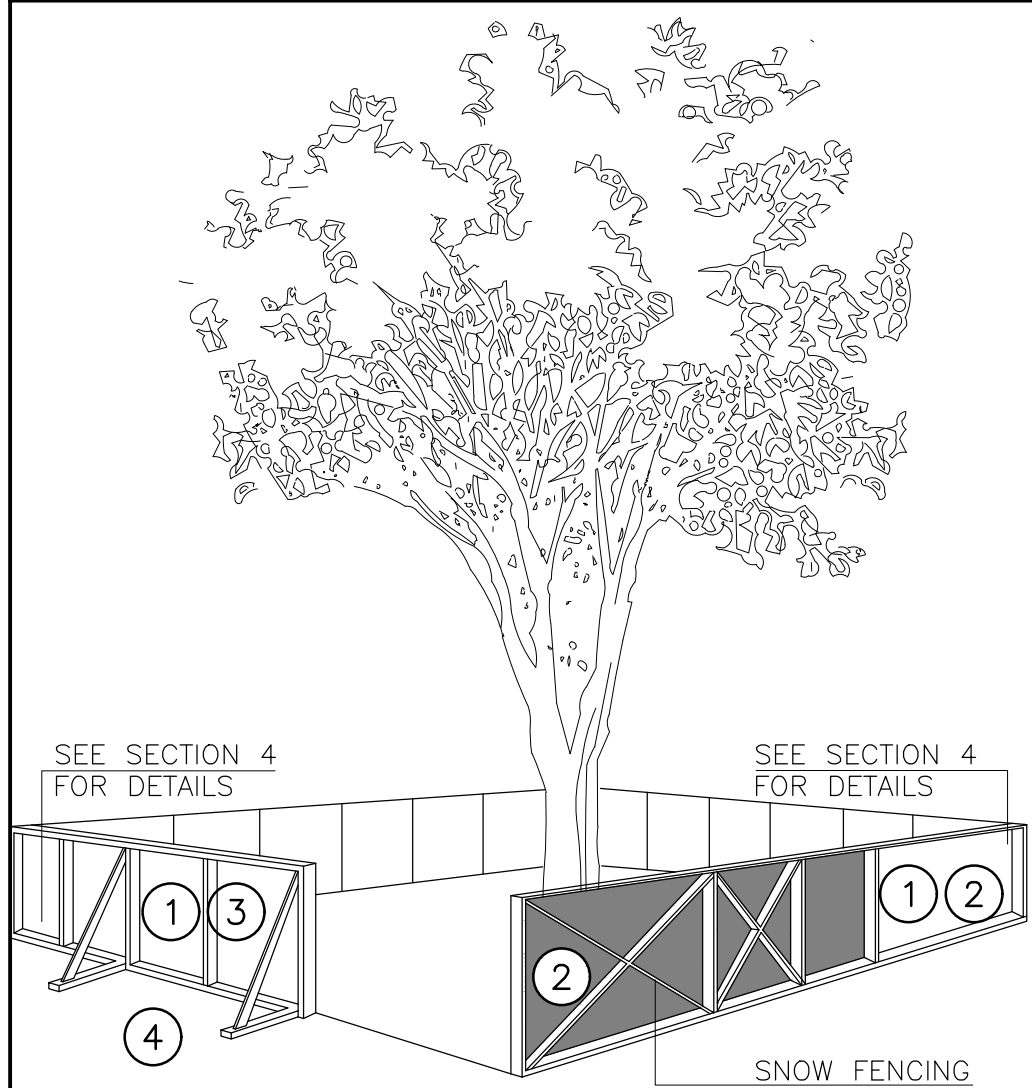 SEE SECTION 4
FOR DETAILS
SEE SECTION 4
FOR DETAILS
1 3
1 2
2
4
SNOW FENCING